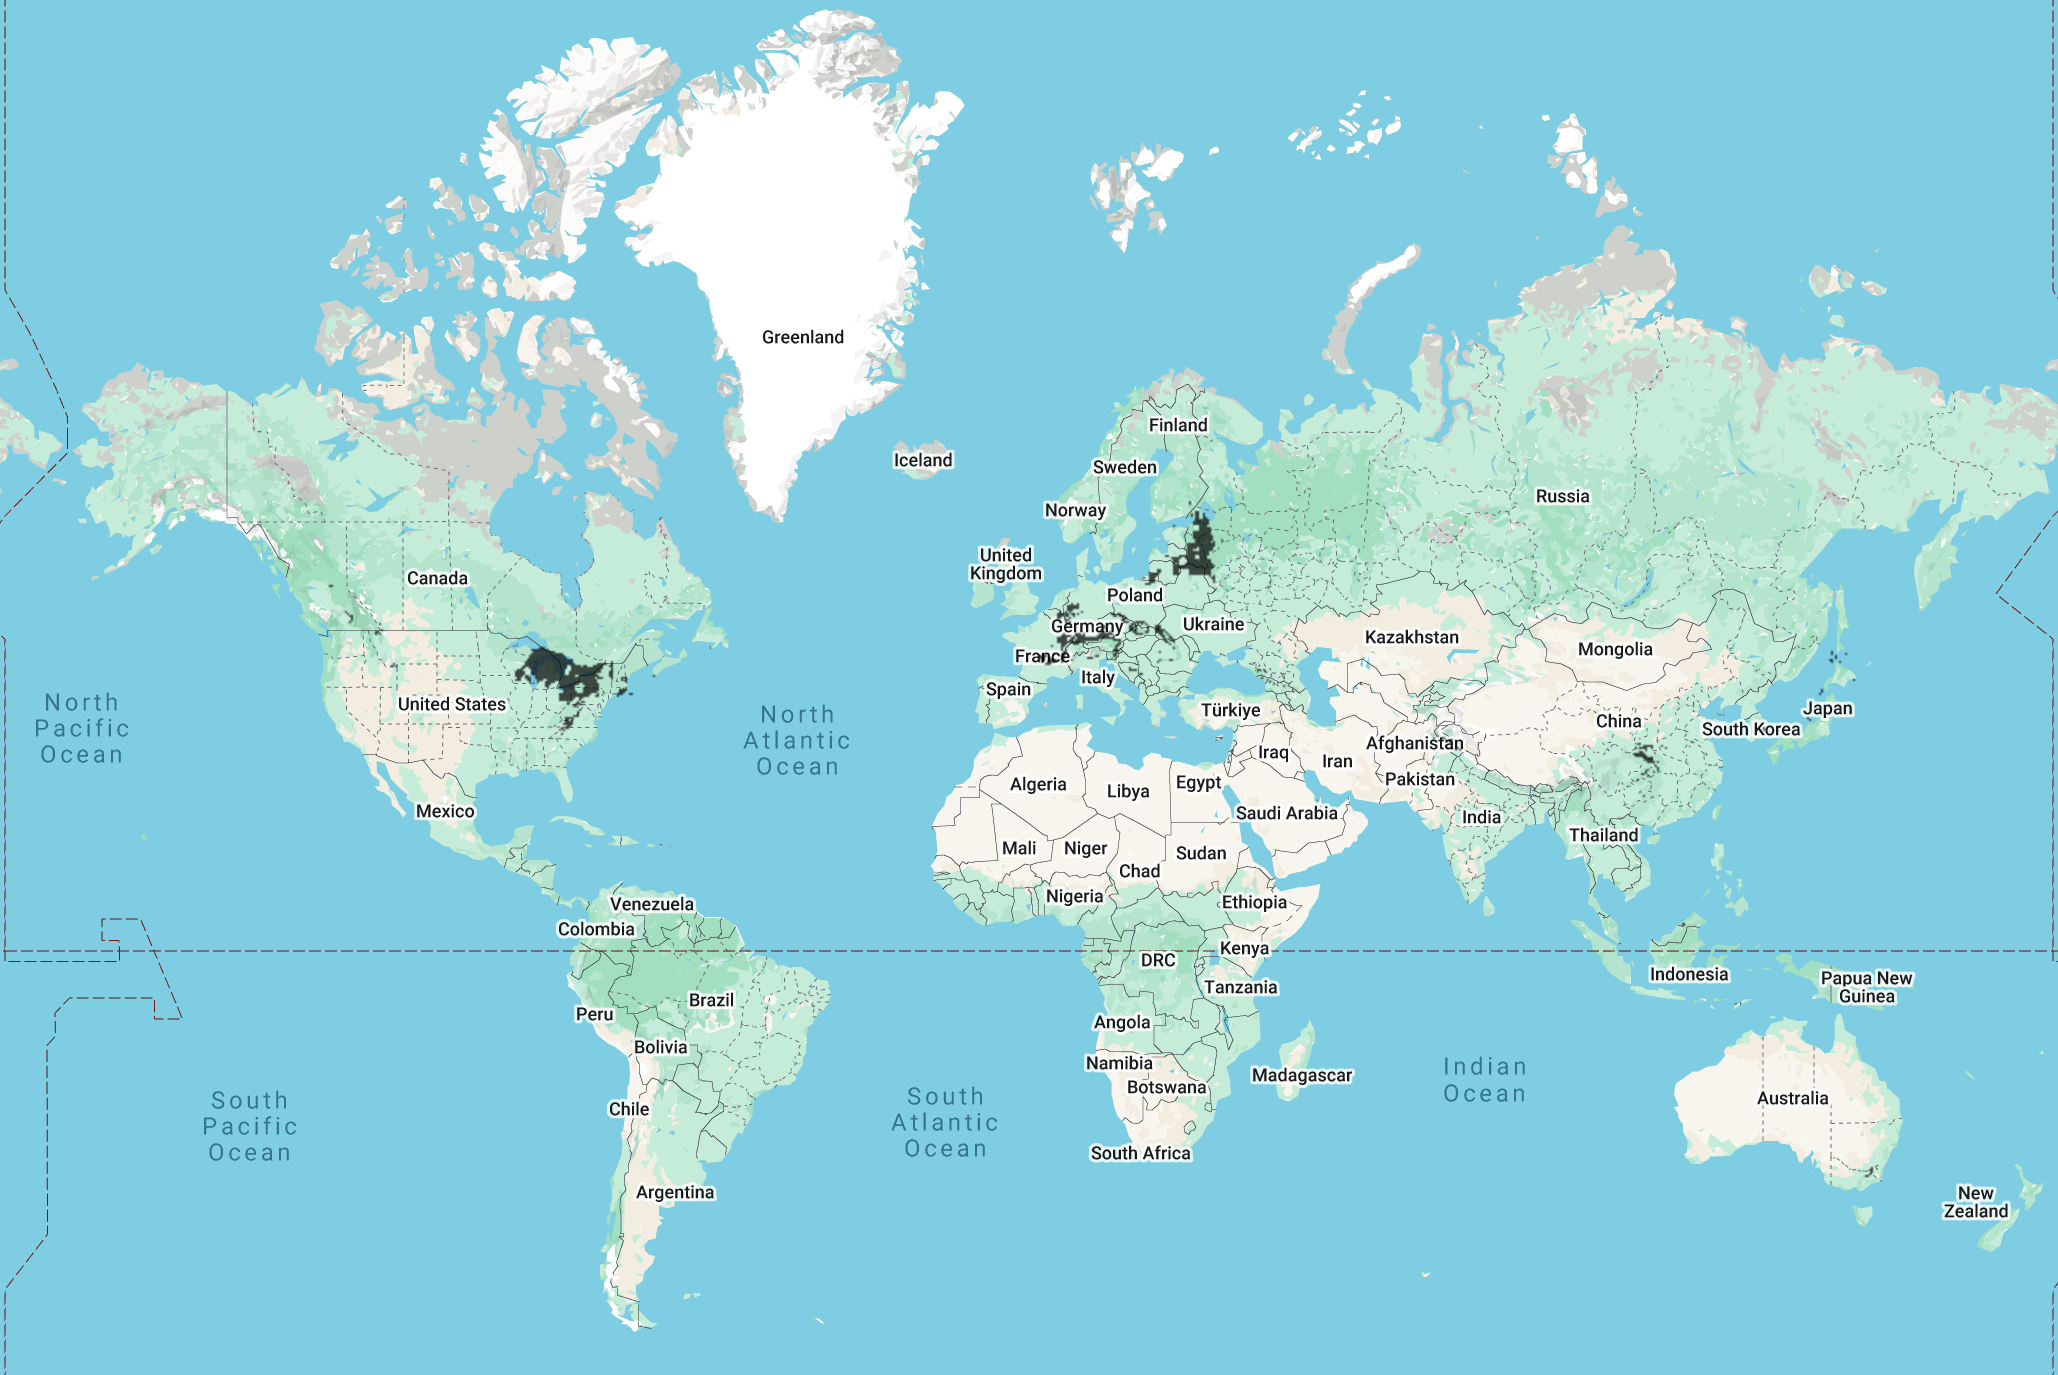 Greenland
Iceland
Finland
Sweden
Norway
Russia
United
Kingdom
Canada
Poland
Germany
Ukraine
Kazakhstan
Mongolia
France
Italy
Spain
United States
North
Pacific
Ocean
North
Atlantic
Ocean
Türkiye
China
Japan
South Korea
Afghanistan
Iraq
Iran
Pakistan
Algeria
Libya
Egypt
Saudi Arabia
India
Mexico
Thailand
Mali
Niger
Sudan
Chad
Nigeria
Ethiopia
Venezuela
Colombia
Kenya
DRC
Indonesia
Papua New
Guinea
Tanzania
Brazil
Peru
Angola
Bolivia
Namibia
Botswana
Madagascar
Indian
Ocean
Australia
Chile
South
Pacific
Ocean
South
Atlantic
Ocean
South Africa
Argentina
New
Zealand